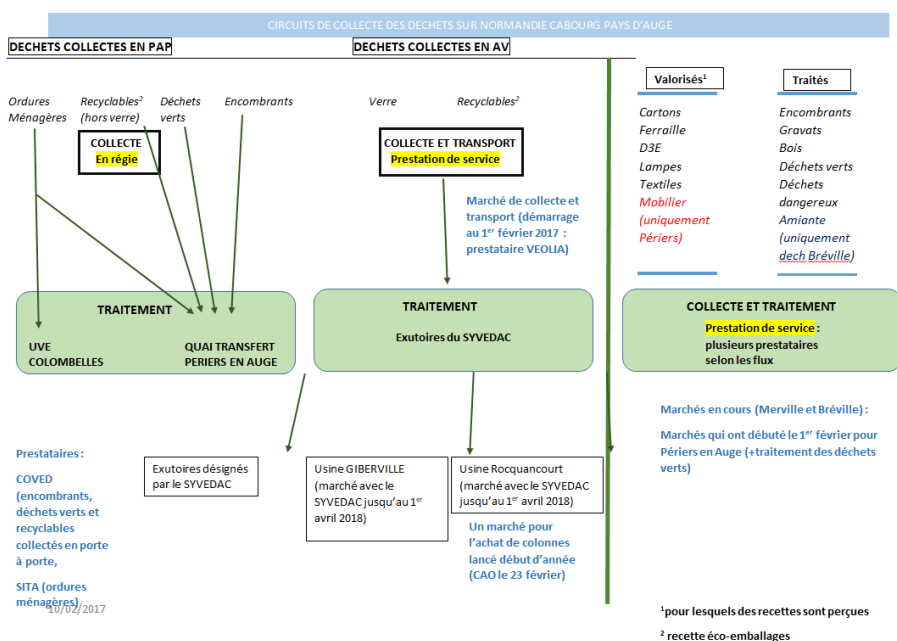 CIRCUITS DE COLLECTE DES DECHETS SUR NORMANDIE CABOURG PAYS D'AUGE
DECHETS COLLECTES EN PAP
DECHETS COLLECTES EN AV
Ordures
Ménagères
Recyclables²
(hors verre)
Déchets
verts
Encombrants
COLLECTE
En régie
Verre
Recyclables²
COLLECTE ET TRANSPORT
Prestation de service
Marché de collecte et
transport (démarrage
au 1er février 2017 :
prestataire VEOLIA)
Valorisés¹
Cartons
Ferraille
D3E
Lampes
Textiles
Mobilier
(uniquement
Périers)
Traités
Encombrants
Gravats
Bois
Déchets verts
Déchets
dangereux
Amiante
(uniquement
dech Bréville)
TRAITEMENT
UVE
COLOMBELLES
QUAI TRANSFERT
PERIERS EN AUGE
TRAITEMENT
Exutoires du SYVEDAC
COLLECTE ET TRAITEMENT
Prestation de service :
plusieurs prestataires
selon les flux
Prestataires :
COVED
(encombrants,
déchets verts et
recyclables
collectés en porte
à porte,
SITA (ordures
ménagères)
10/02/2017
Exutoires désignés
par le SYVEDAC
Usine GIBERVILLE
(marché avec le
SYVEDAC jusqu'au 1er
avril 2018)
Usine Rocquancourt
(marché avec le SYVEDAC
jusqu'au 1er avril 2018)
Un marché pour
l'achat de colonnes
lancé début d'année
(CAO le 23 février)
Marchés en cours (Merville et Bréville) :
Marchés qui ont débuté le 1er février pour
Périers en Auge (+traitement des déchets
verts)
¹pour lesquels des recettes sont perçues
² recette éco-emballages